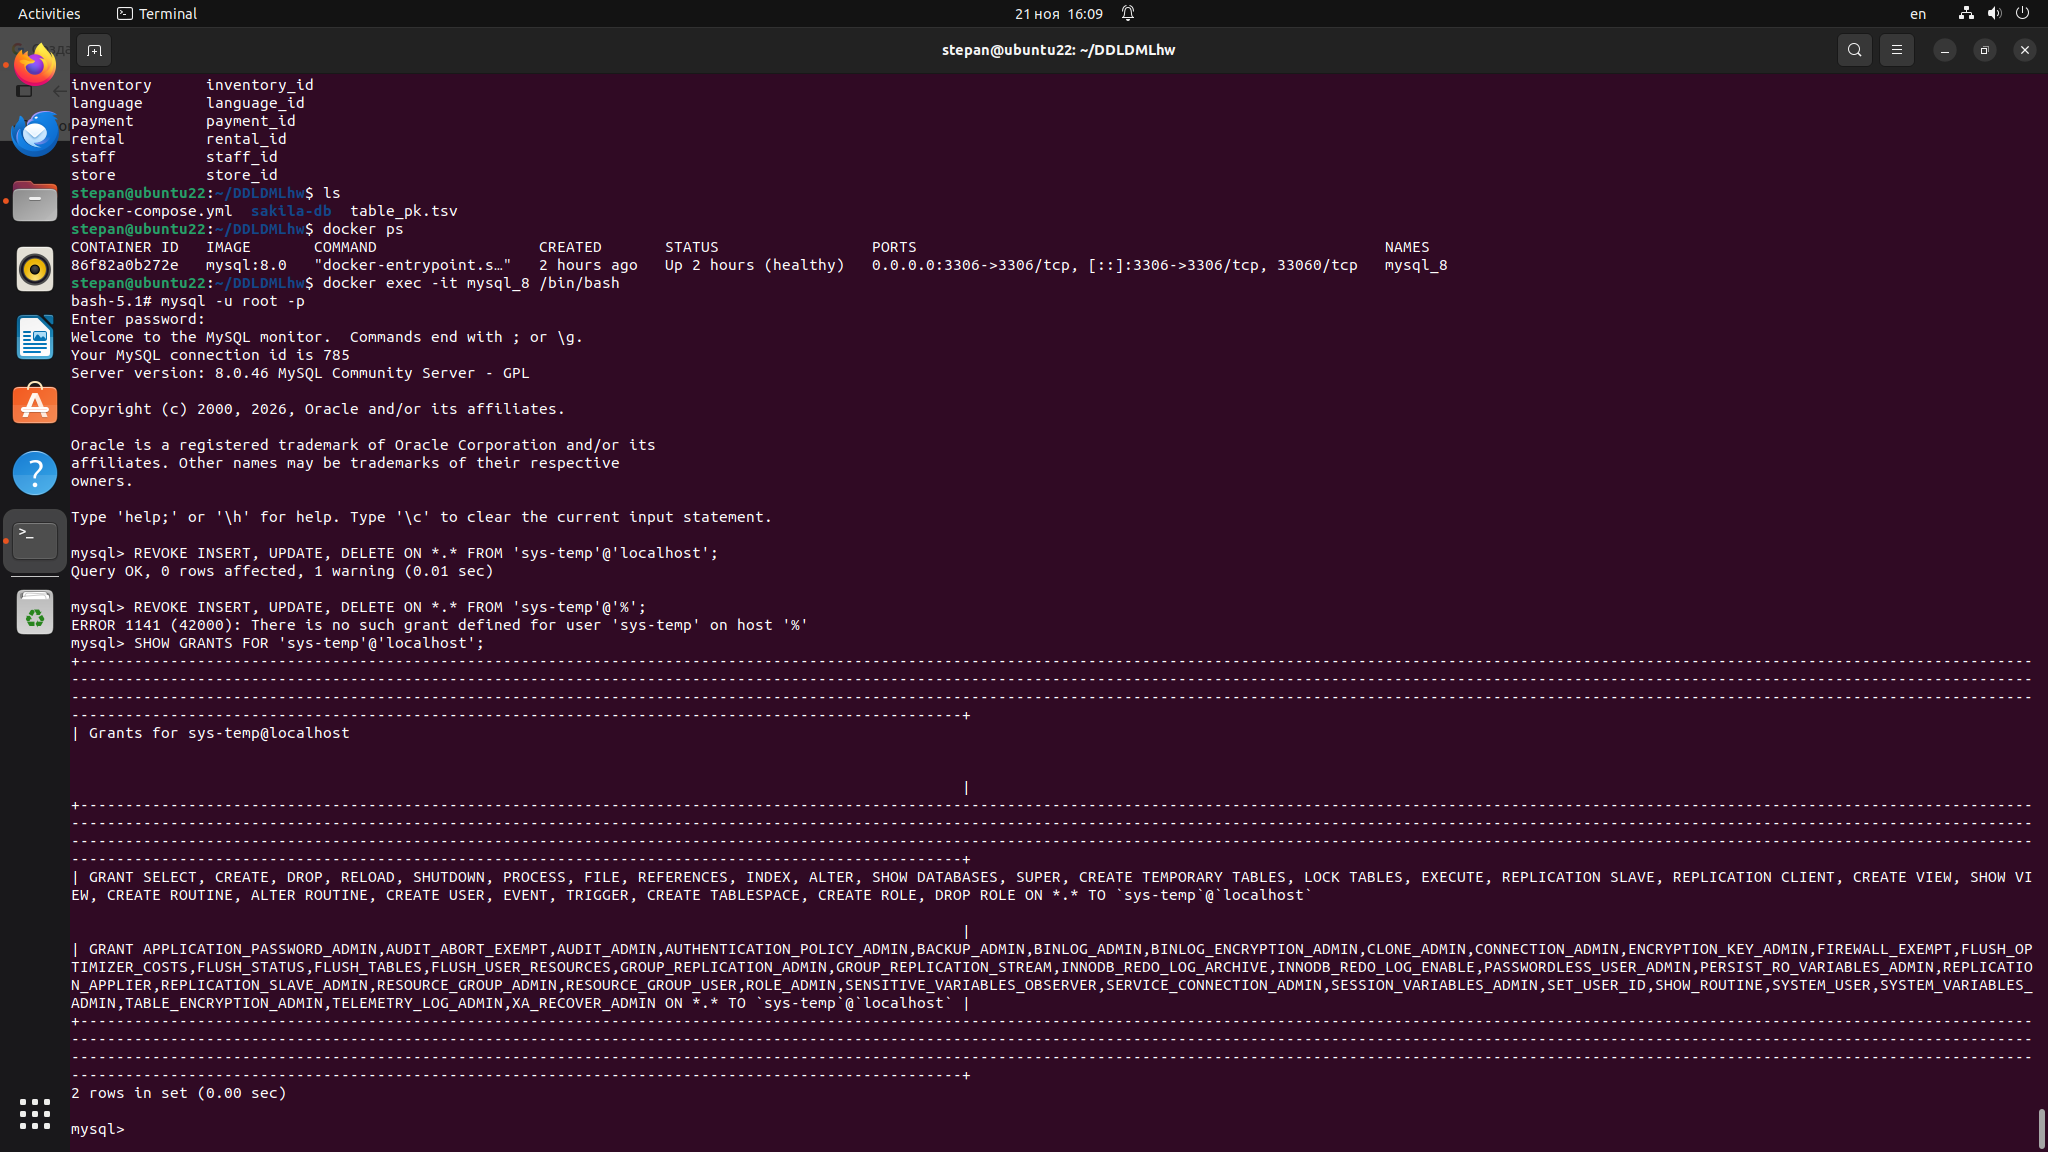 Activities
Terminal
21 ноя 16:09
en
stepan@ubuntu22: ~/DDLDMLhw
inventory      inventory_id
language       language_id
payment        payment_id
rental         rental_id
staff          staff_id
store          store_id
stepan@ubuntu22:~/DDLDMLhw$ ls
docker-compose.yml  sakila-db  table_pk.tsv
stepan@ubuntu22:~/DDLDMLhw$ docker ps
CONTAINER ID   IMAGE       COMMAND                  CREATED       STATUS                 PORTS                                                    NAMES
86f82a0b272e   mysql:8.0   "docker-entrypoint.s…"   2 hours ago   Up 2 hours (healthy)   0.0.0.0:3306->3306/tcp, [::]:3306->3306/tcp, 33060/tcp   mysql_8
stepan@ubuntu22:~/DDLDMLhw$ docker exec -it mysql_8 /bin/bash
bash-5.1# mysql -u root -p
Enter password:
Welcome to the MySQL monitor.  Commands end with ; or \g.
Your MySQL connection id is 785
Server version: 8.0.46 MySQL Community Server - GPL
Copyright (c) 2000, 2026, Oracle and/or its affiliates.
Oracle is a registered trademark of Oracle Corporation and/or its
affiliates. Other names may be trademarks of their respective
owners.
Type 'help;' or '\h' for help. Type '\c' to clear the current input statement.
mysql> REVOKE INSERT, UPDATE, DELETE ON *.* FROM 'sys-temp'@'localhost';
Query OK, 0 rows affected, 1 warning (0.01 sec)
mysql> REVOKE INSERT, UPDATE, DELETE ON *.* FROM 'sys-temp'@'%';
ERROR 1141 (42000): There is no such grant defined for user 'sys-temp' on host '%'
mysql> SHOW GRANTS FOR 'sys-temp'@'localhost';
| Grants for sys-temp@localhost
|
| GRANT SELECT, CREATE, DROP, RELOAD, SHUTDOWN, PROCESS, FILE, REFERENCES, INDEX, ALTER, SHOW DATABASES, SUPER, CREATE TEMPORARY TABLES, LOCK TABLES, EXECUTE, REPLICATION SLAVE, REPLICATION CLIENT, CREATE VIEW, SHOW VI
EW, CREATE ROUTINE, ALTER ROUTINE, CREATE USER, EVENT, TRIGGER, CREATE TABLESPACE, CREATE ROLE, DROP ROLE ON *.* TO `sys-temp`@`localhost`
|
| GRANT APPLICATION_PASSWORD_ADMIN,AUDIT_ABORT_EXEMPT,AUDIT_ADMIN,AUTHENTICATION_POLICY_ADMIN,BACKUP_ADMIN,BINLOG_ADMIN,BINLOG_ENCRYPTION_ADMIN,CLONE_ADMIN,CONNECTION_ADMIN,ENCRYPTION_KEY_ADMIN,FIREWALL_EXEMPT,FLUSH_OP
TIMIZER_COSTS,FLUSH_STATUS,FLUSH_TABLES,FLUSH_USER_RESOURCES,GROUP_REPLICATION_ADMIN,GROUP_REPLICATION_STREAM,INNODB_REDO_LOG_ARCHIVE,INNODB_REDO_LOG_ENABLE,PASSWORDLESS_USER_ADMIN,PERSIST_RO_VARIABLES_ADMIN,REPLICATIO
N_APPLIER,REPLICATION_SLAVE_ADMIN,RESOURCE_GROUP_ADMIN,RESOURCE_GROUP_USER,ROLE_ADMIN,SENSITIVE_VARIABLES_OBSERVER,SERVICE_CONNECTION_ADMIN,SESSION_VARIABLES_ADMIN,SET_USER_ID,SHOW_ROUTINE,SYSTEM_USER,SYSTEM_VARIABLES_
ADMIN,TABLE_ENCRYPTION_ADMIN,TELEMETRY_LOG_ADMIN,XA_RECOVER_ADMIN ON *.* TO `sys-temp`@`localhost` |
2 rows in set (0.00 sec)
mysql>